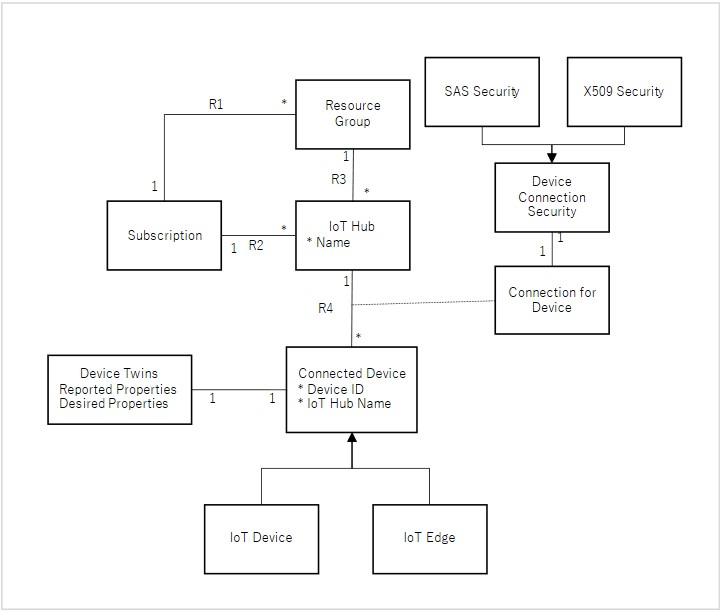 SAS Security
X509 Security
R1
*
Resource
Group
1
R3
*
Device
Connection
Security
1
Subscription
1
R2
*
IoT Hub
* Name
1
1
Connection for
Device
1
R4
*
Device Twins
Reported Properties
Desired Properties
1
1
Connected Device
* Device ID
* IoT Hub Name
IoT Device
IoT Edge